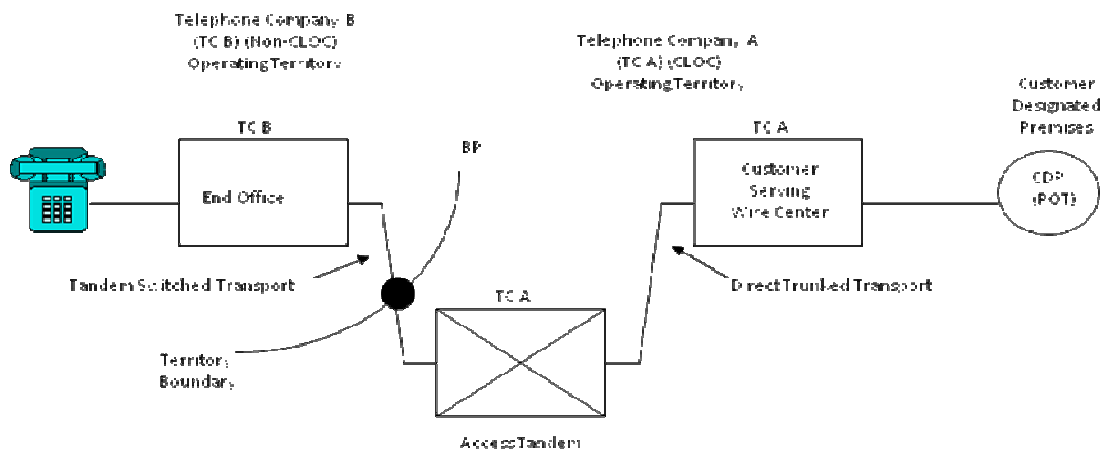 Telephone Company B
(TC B) (Non-CLOC)
Operating Territory
Telephone Company A
(TC A) (CLOC)
Operating Territory
Customer
Designated
Premises
TC B
End Office
BP
TC A
Customer
Serving
Wire Center
CDP
(POT)
Tandem Switched Transport
Direct Trunked Transport
TC A
Territory
Boundary
Access Tandem